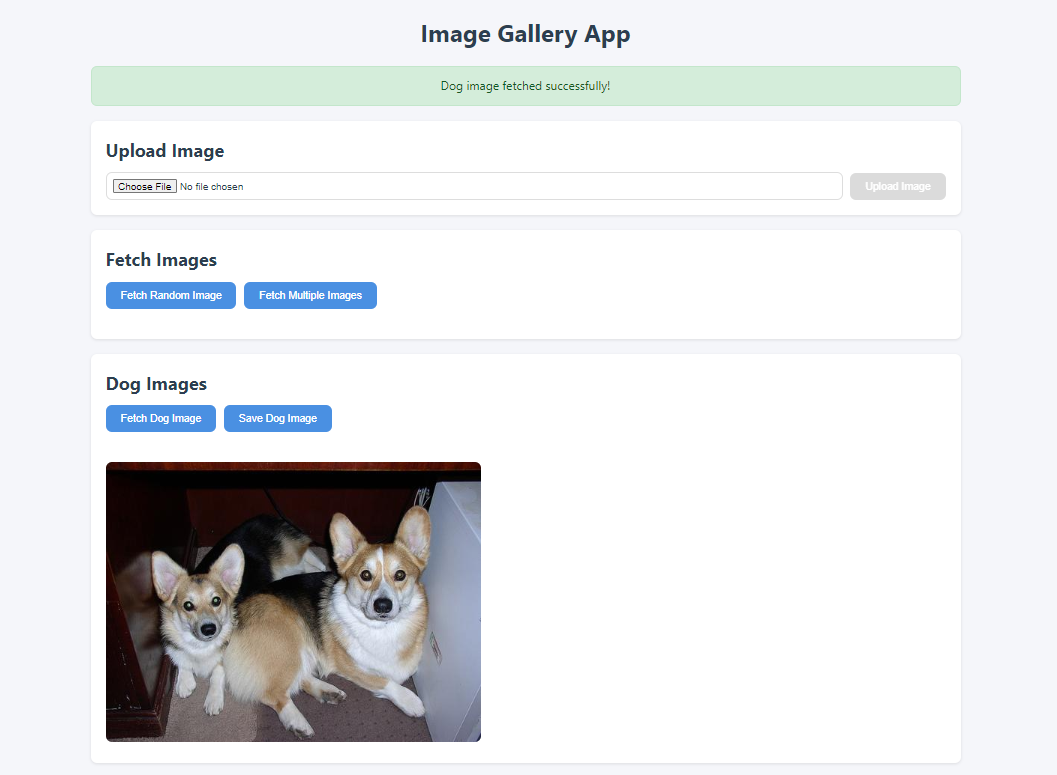 Image Gallery App
Dog image fetched successfully!
Upload Image
Choose File No file chosen Upload Image
Fetch Images
Fetch Random Image Fetch Multiple Images
Dog Images
Fetch Dog Image Save Dog Image